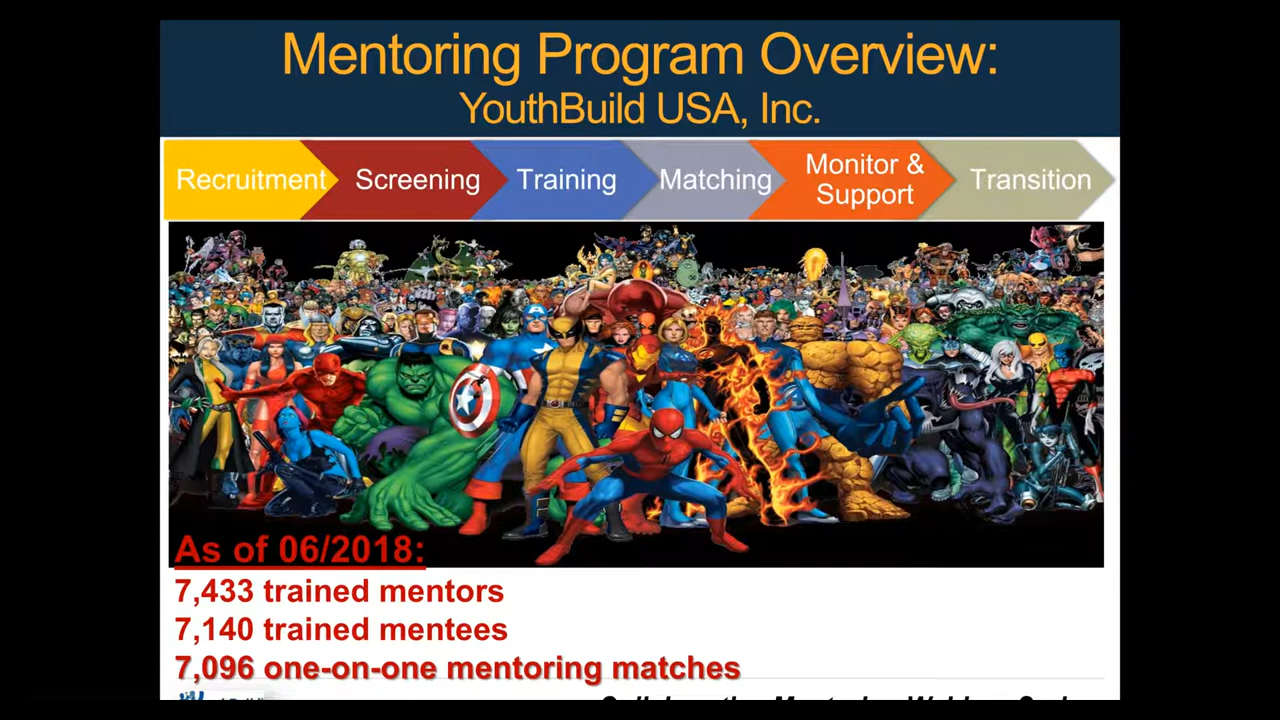 Mentoring Program Overview:
YouthBuild USA, Inc.
Recruitment
Screening
Training
Matching
Monitor &
Support
Transition
As of 06/2018:
7,433 trained mentors
7,140 trained mentees
7,096 one-on-one mentoring matches